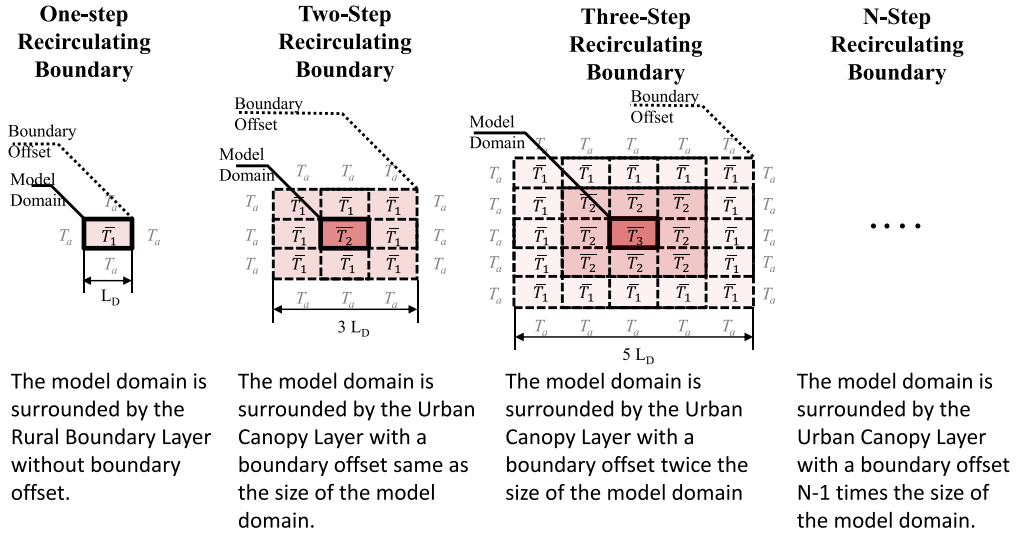 One-step
Recirculating
Boundary
Two-Step
Recirculating
Boundary
Three-Step
Recirculating
Boundary
N-Step
Recirculating
Boundary
Boundary
Offset
Model
Domain
T_a
T_a T̅_1 T_a
T_a
L_D
Boundary
Offset
Model
Domain
T_a T_a T_a
T_a T̅_1 T̅_1 T̅_1 T_a
T_a T̅_1 T̅_2 T̅_1 T_a
T_a T̅_1 T̅_1 T̅_1 T_a
T_a T_a T_a
3 L_D
Boundary
Offset
Model
Domain
T_a T_a T_a T_a T_a
T_a T̅_1 T̅_1 T̅_1 T̅_1 T̅_1 T_a
T_a T̅_1 T̅_2 T̅_2 T̅_2 T̅_1 T_a
T_a T̅_1 T̅_2 T̅_3 T̅_2 T̅_1 T_a
T_a T̅_1 T̅_2 T̅_2 T̅_2 T̅_1 T_a
T_a T̅_1 T̅_1 T̅_1 T̅_1 T̅_1 T_a
T_a T_a T_a T_a T_a
5 L_D
....
The model domain is
surrounded by the
Rural Boundary Layer
without boundary
offset.
The model domain is
surrounded by the Urban
Canopy Layer with a
boundary offset same as
the size of the model
domain.
The model domain is
surrounded by the Urban
Canopy Layer with a
boundary offset twice the
size of the model domain
The model domain is
surrounded by the
Urban Canopy Layer
with a boundary offset
N-1 times the size of
the model domain.